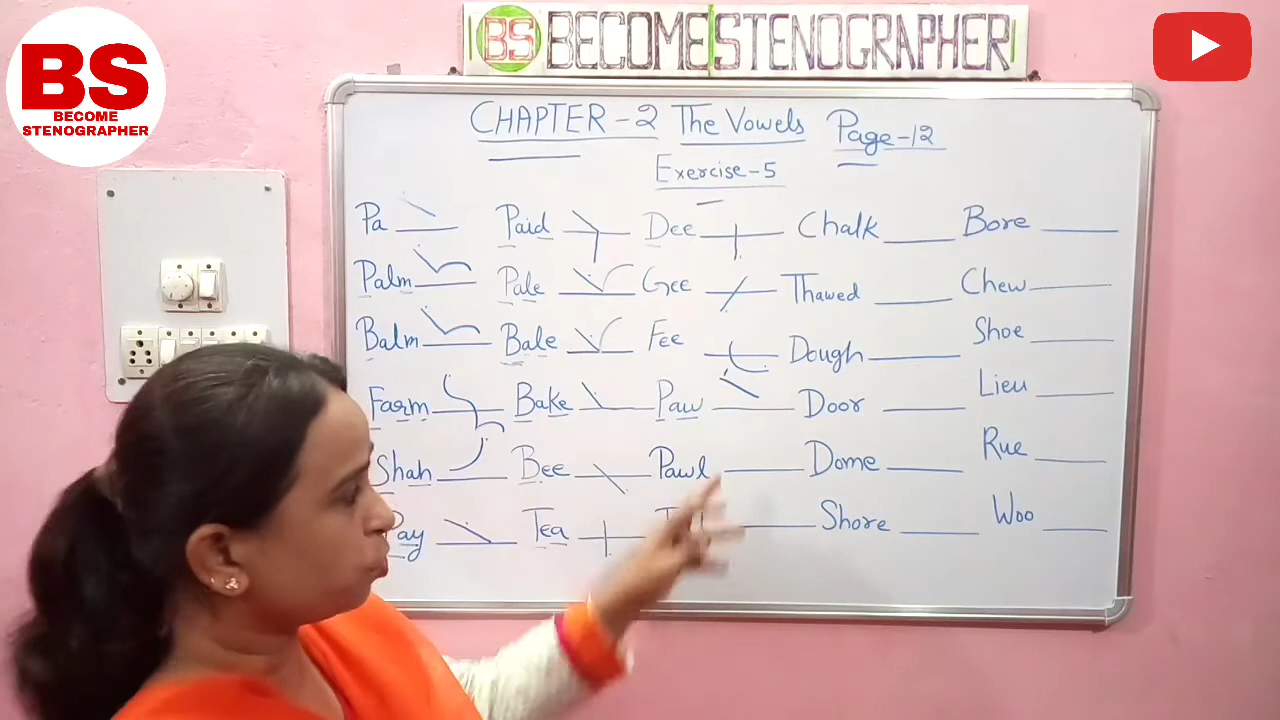 BS BECOME STENOGRAPHER
BS
BECOME
STENOGRAPHER
CHAPTER-2 The Vowels Page-12
Exercise-5
Pa Paid Dee Chalk Bore
Palm Pale Gee Thawed Chew
Balm Bale Fee Dough Shoe
Farm Bake Paw Door Lieu
Shah Bee Pawl Dome Rue
Pay Tea Shore Woo